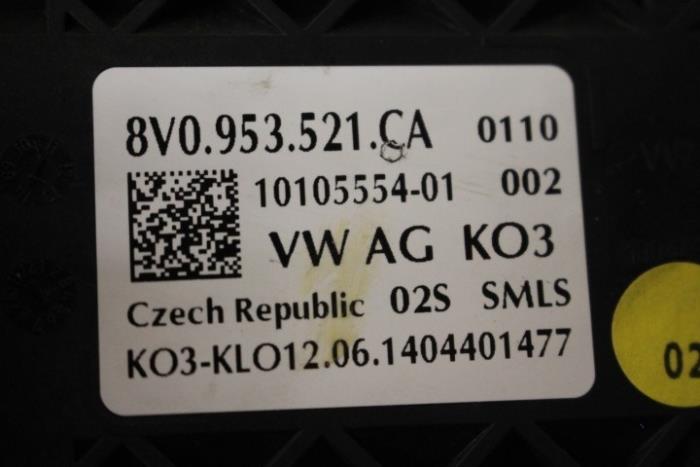 8V0.953.521.CA 0110
10105554-01 002
VW AG KO3
Czech Republic 02S SMLS
KO3-KLO12.06.1404401477
02